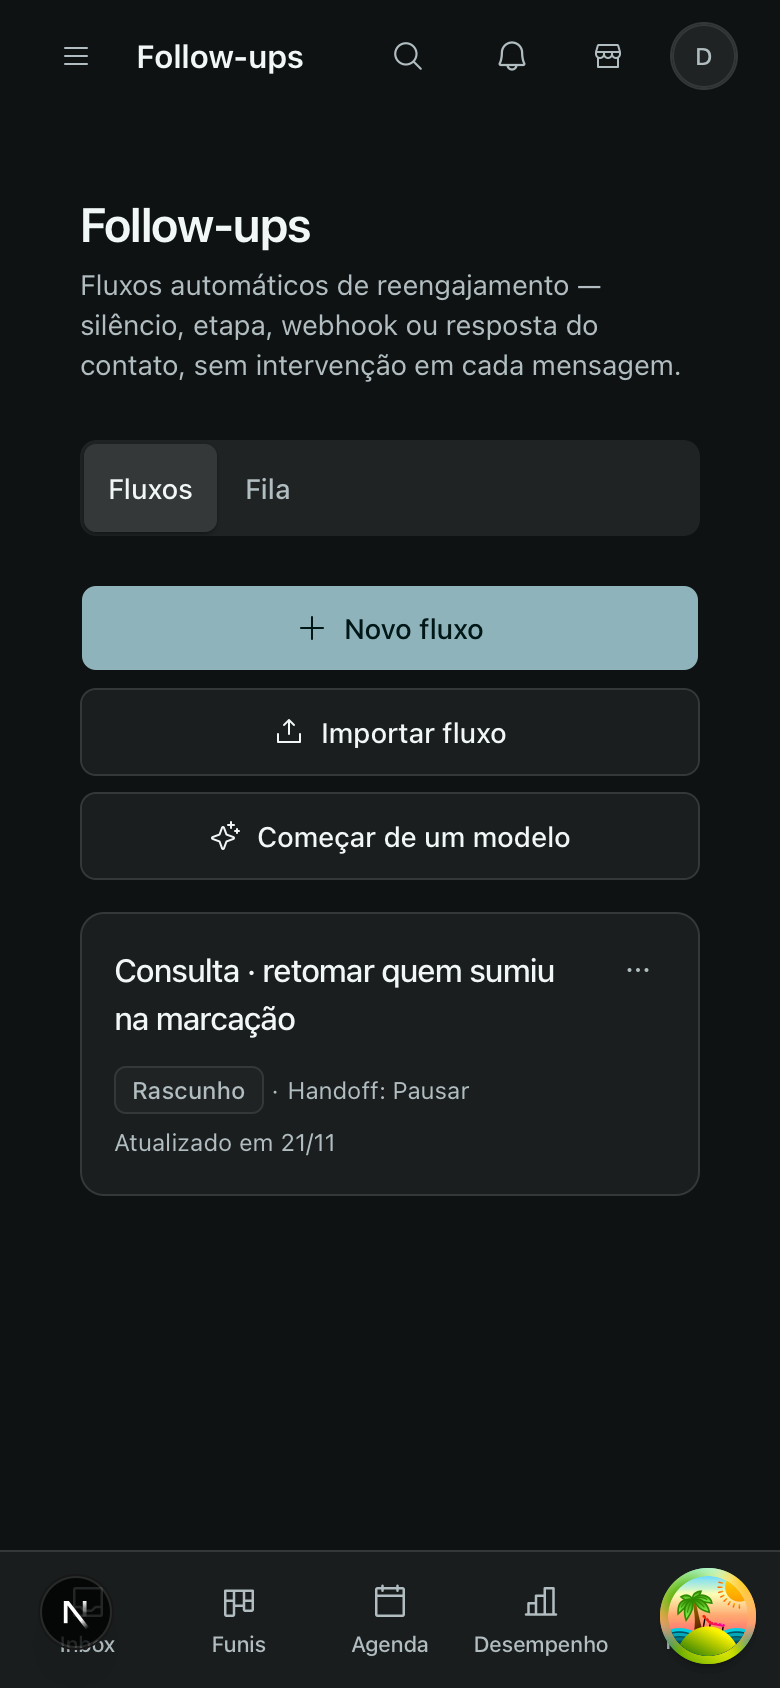 Follow-ups
D
Follow-ups
Fluxos automáticos de reengajamento —
silêncio, etapa, webhook ou resposta do
contato, sem intervenção em cada mensagem.
Fluxos
Fila
Novo fluxo
Importar fluxo
Começar de um modelo
Consulta · retomar quem sumiu
na marcação
Rascunho · Handoff: Pausar
Atualizado em 21/11
N
Inbox
Funis
Agenda
Desempenho